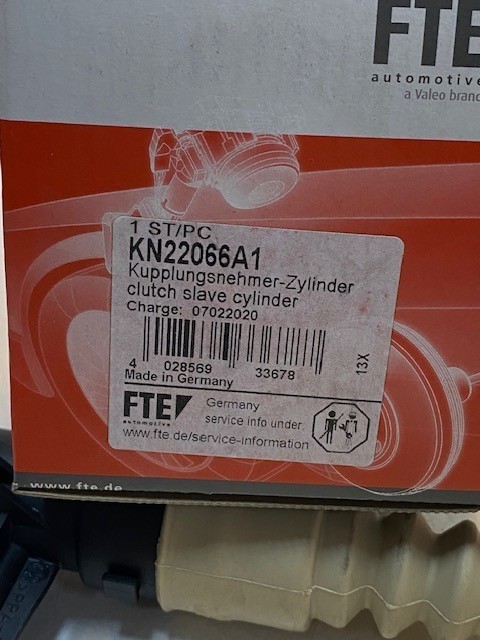 FTE
automotive
a Valeo brand
1 ST/PC
KN22066A1
Kupplungsnehmer-Zylinder
clutch slave cylinder
Charge: 07022020
4 028569 33678
13X
Made in Germany
FTE
automotive
Germany
service info under:
www.fte.de/service-information
www.fte.de